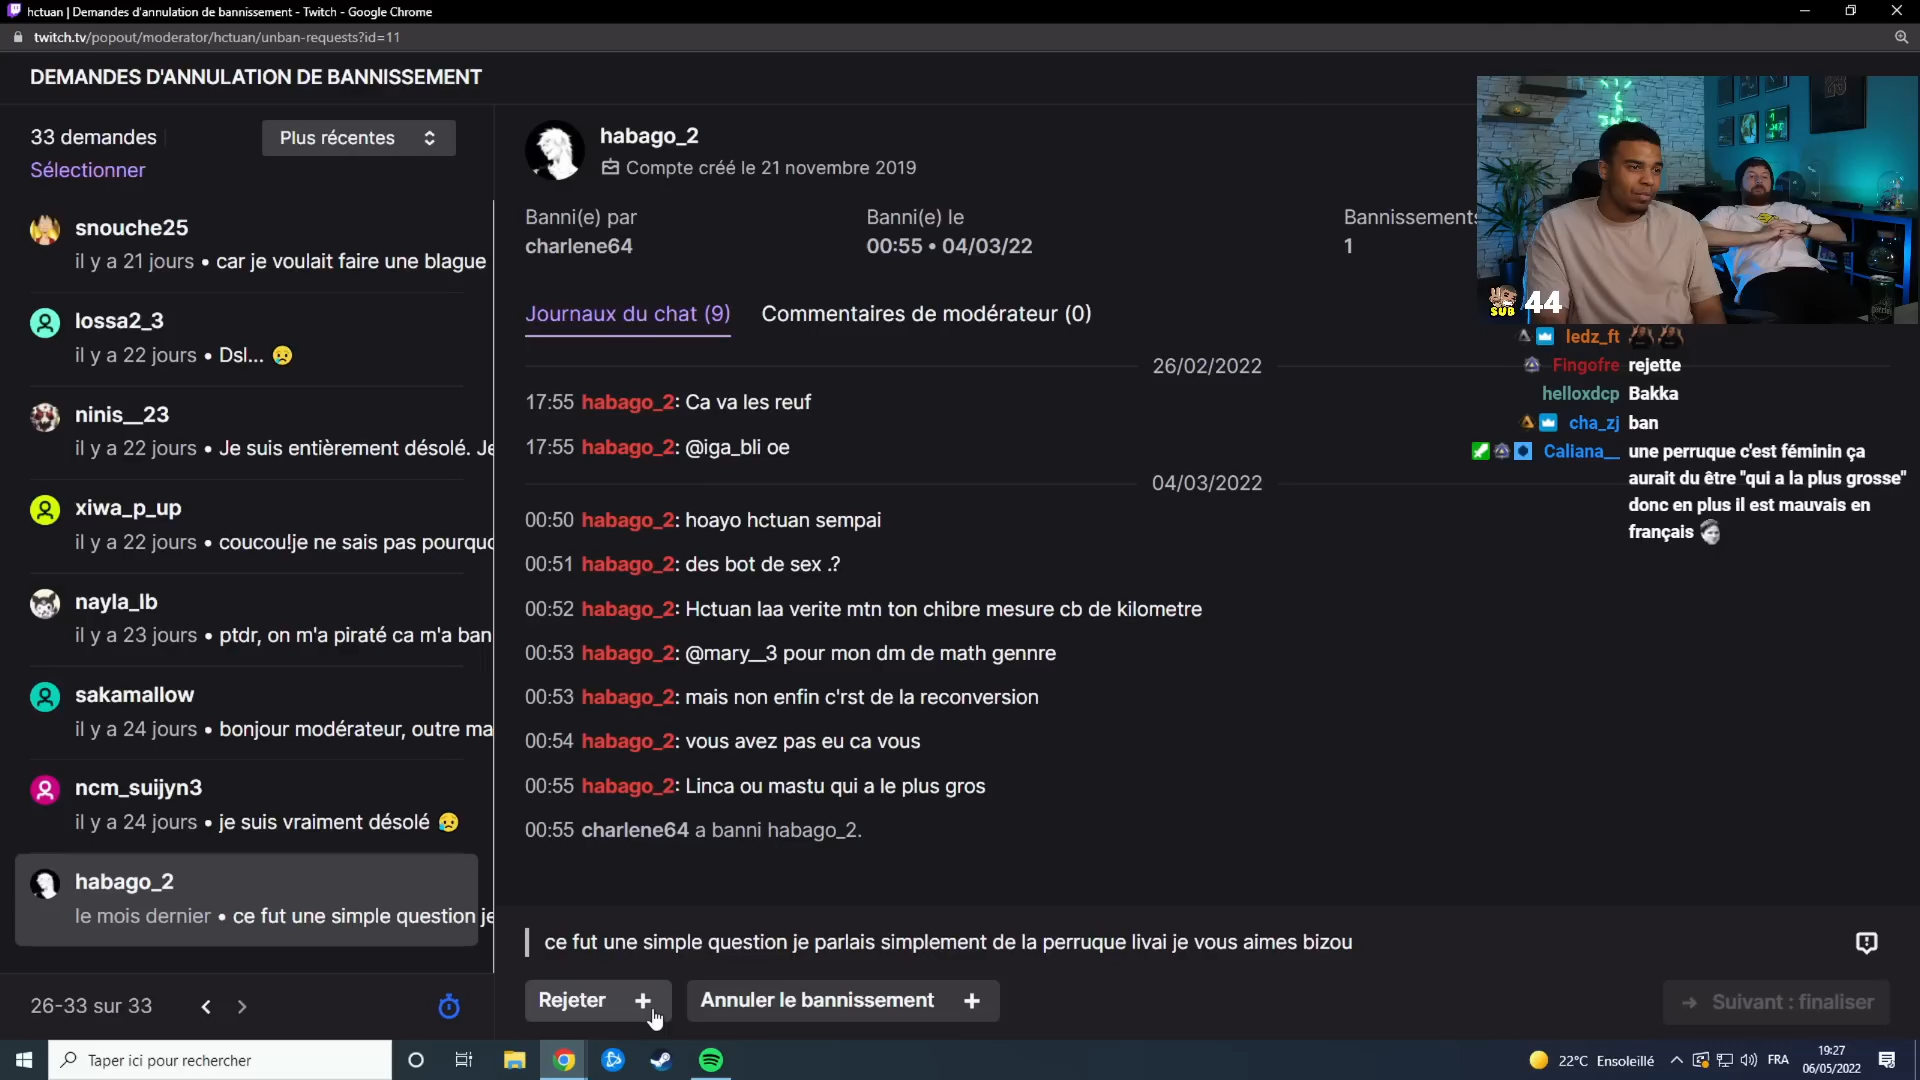 hctuan | Demandes d'annulation de bannissement - Twitch - Google Chrome
twitch.tv/popout/moderator/hctuan/unban-requests?id=11
DEMANDES D'ANNULATION DE BANNISSEMENT
33 demandes
Plus récentes
Sélectionner
snouche25
il y a 21 jours • car je voulait faire une blague
lossa2_3
il y a 22 jours • Dsl... 😥
ninis__23
il y a 22 jours • Je suis entièrement désolé. Je
xiwa_p_up
il y a 22 jours • coucou!je ne sais pas pourquo
nayla_lb
il y a 23 jours • ptdr, on m'a piraté ca m'a ban
sakamallow
il y a 24 jours • bonjour modérateur, outre ma
ncm_suijyn3
il y a 24 jours • je suis vraiment désolé 😥
habago_2
le mois dernier • ce fut une simple question je
26-33 sur 33
habago_2
Compte créé le 21 novembre 2019
Banni(e) par
charlene64
Banni(e) le
00:55 • 04/03/22
Bannissements
1
Journaux du chat (9)
Commentaires de modérateur (0)
26/02/2022
17:55 habago_2: Ca va les reuf
17:55 habago_2: @iga_bli oe
04/03/2022
00:50 habago_2: hoayo hctuan sempai
00:51 habago_2: des bot de sex .?
00:52 habago_2: Hctuan laa verite mtn ton chibre mesure cb de kilometre
00:53 habago_2: @mary__3 pour mon dm de math gennre
00:53 habago_2: mais non enfin c'rst de la reconversion
00:54 habago_2: vous avez pas eu ca vous
00:55 habago_2: Linca ou mastu qui a le plus gros
00:55 charlene64 a banni habago_2.
ce fut une simple question je parlais simplement de la perruque livai je vous aimes bizou
Rejeter +
Annuler le bannissement +
→ Suivant : finaliser
SUB 44
ledz_ft
Fingofre rejette
helloxdcp Bakka
cha_zj ban
Caliana__ une perruque c'est féminin ça
aurait du être "qui a la plus grosse"
donc en plus il est mauvais en
français
Taper ici pour rechercher
22°C Ensoleillé
FRA
19:27
06/05/2022